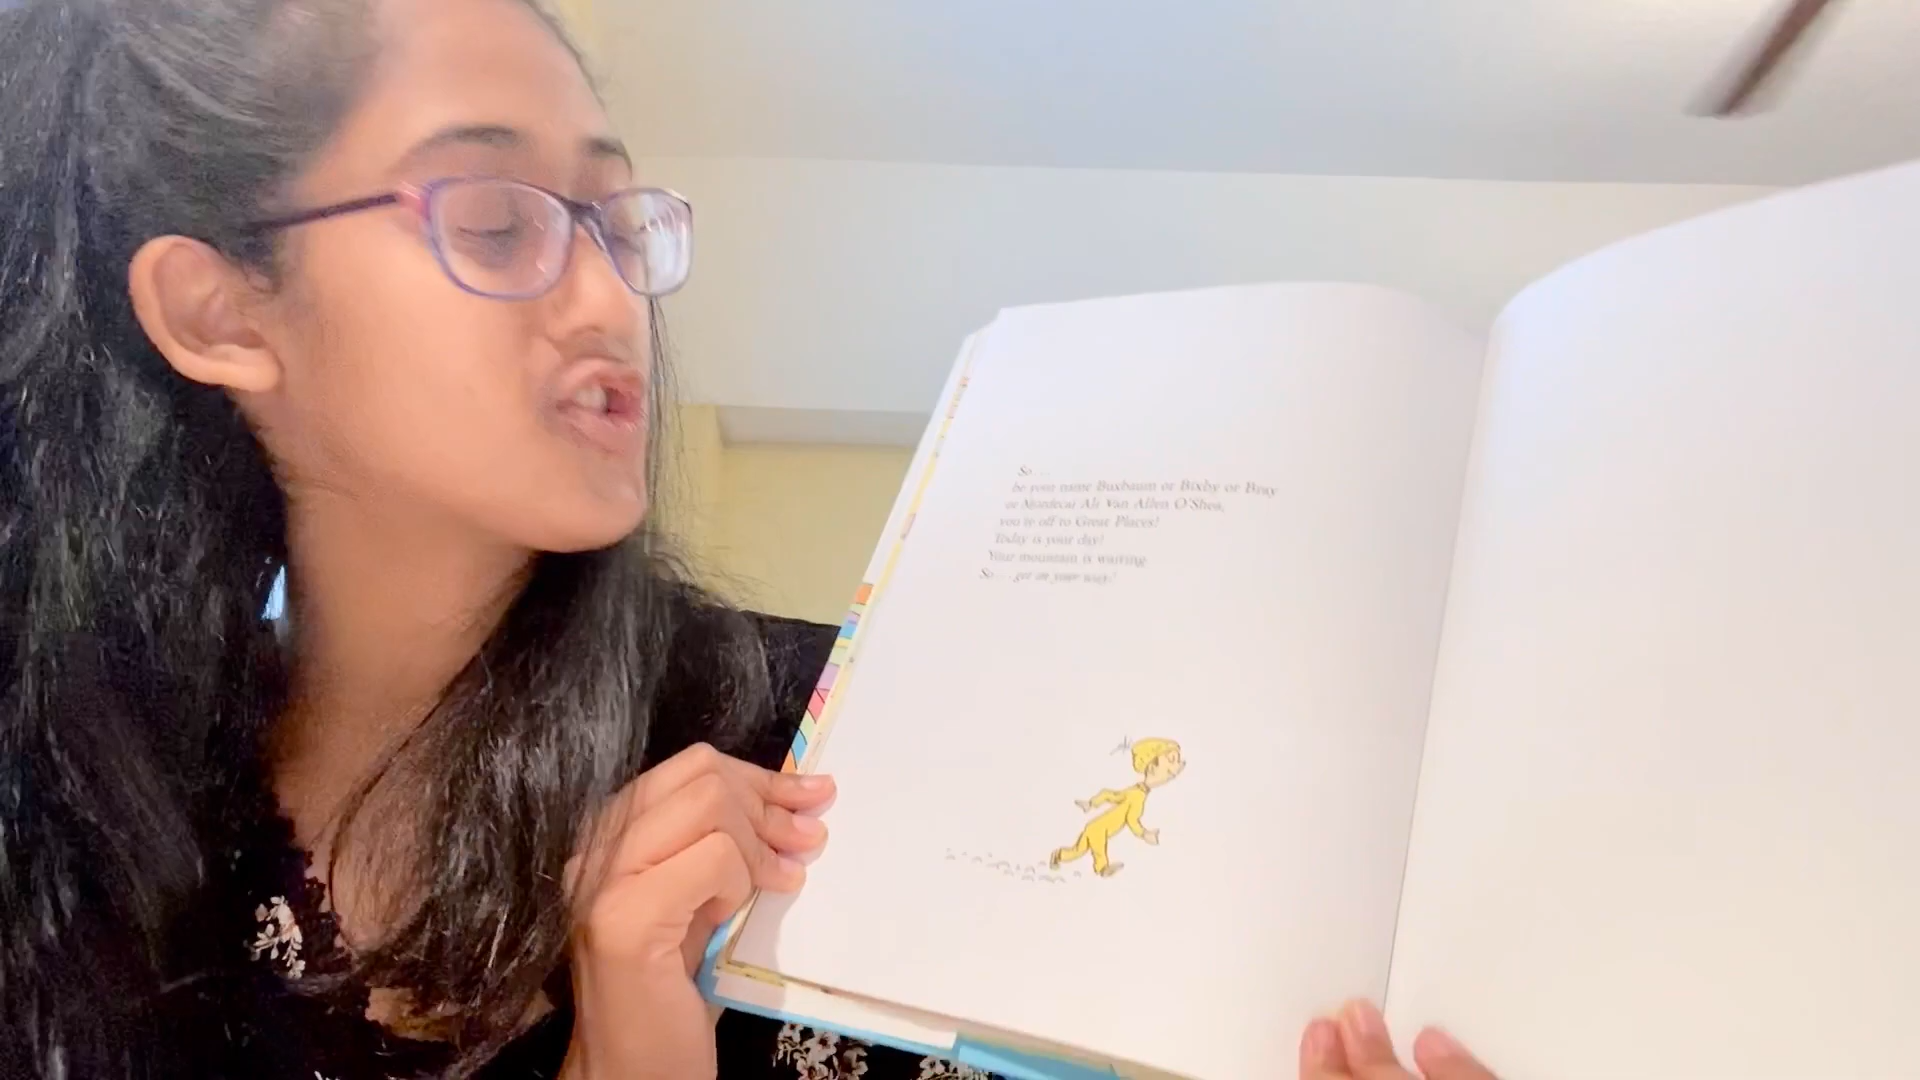 So...
be your name Buxbaum or Bixby or Bray
or Mordecai Ali Van Allen O'Shea,
you're off to Great Places!
Today is your day!
Your mountain is waiting.
So... get on your way!